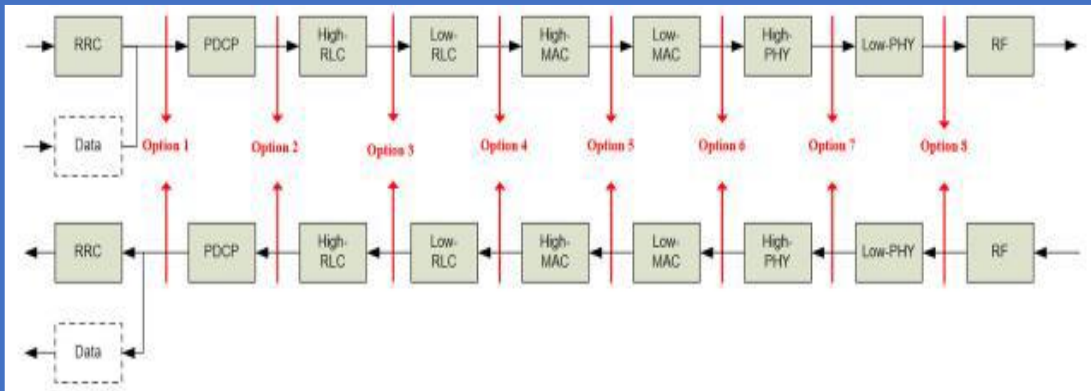 RRC
PDCP
High-
RLC
Low-
RLC
High-
MAC
Low-
MAC
High-
PHY
Low-PHY
RF
Data
Option 1
Option 2
Option 3
Option 4
Option 5
Option 6
Option 7
Option 8
RRC
PDCP
High-
RLC
Low-
RLC
High-
MAC
Low-
MAC
High-
PHY
Low-PHY
RF
Data